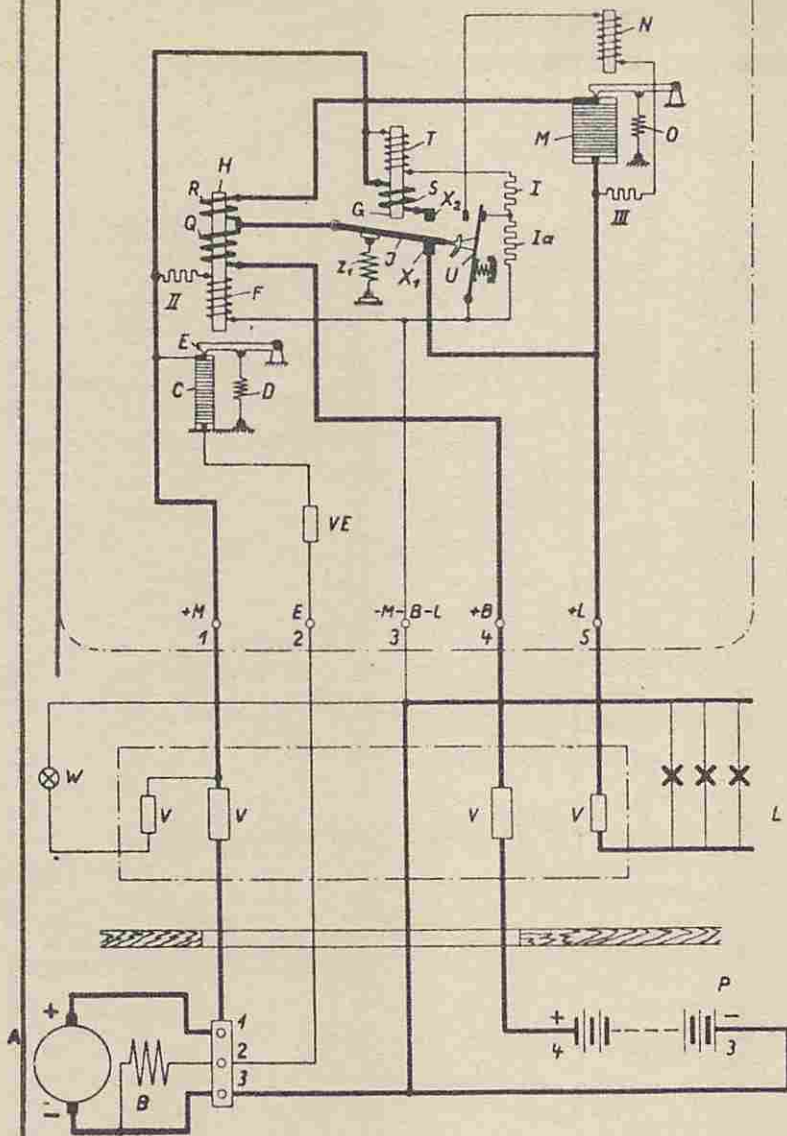 N
T
M
O
H
R
S
I
G
X₂
III
Q
J
Ia
Z₁
X₁
U
II
F
E
C
D
VE
+M E -M-B-L +B +L
1 2 3 4 5
W
V V V V
L
A
+
1
2
3
B
-
P
+ -
4 3